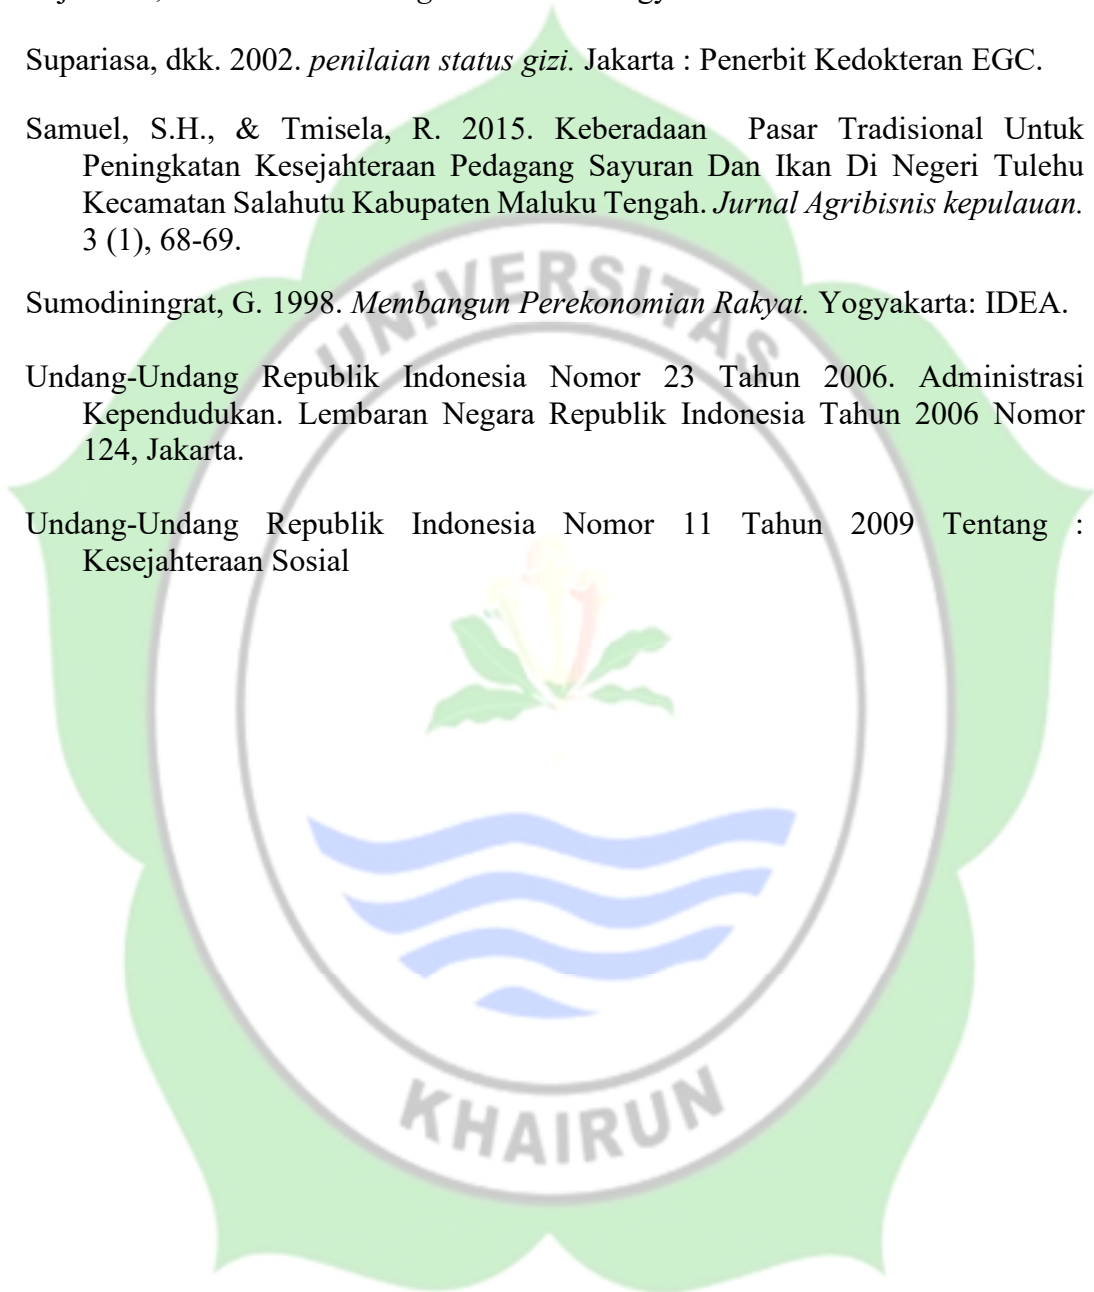 Supariasa, dkk. 2002. penilaian status gizi. Jakarta : Penerbit Kedokteran EGC.
Samuel, S.H., & Tmisela, R. 2015. Keberadaan Pasar Tradisional Untuk
Peningkatan Kesejahteraan Pedagang Sayuran Dan Ikan Di Negeri Tulehu
Kecamatan Salahutu Kabupaten Maluku Tengah. Jurnal Agribisnis kepulauan.
3 (1), 68-69.
Sumodiningrat, G. 1998. Membangun Perekonomian Rakyat. Yogyakarta: IDEA.
Undang-Undang Republik Indonesia Nomor 23 Tahun 2006. Administrasi
Kependudukan. Lembaran Negara Republik Indonesia Tahun 2006 Nomor
124, Jakarta.
Undang-Undang Republik Indonesia Nomor 11 Tahun 2009 Tentang :
Kesejahteraan Sosial
UNIVERSITAS
KHAIRUN